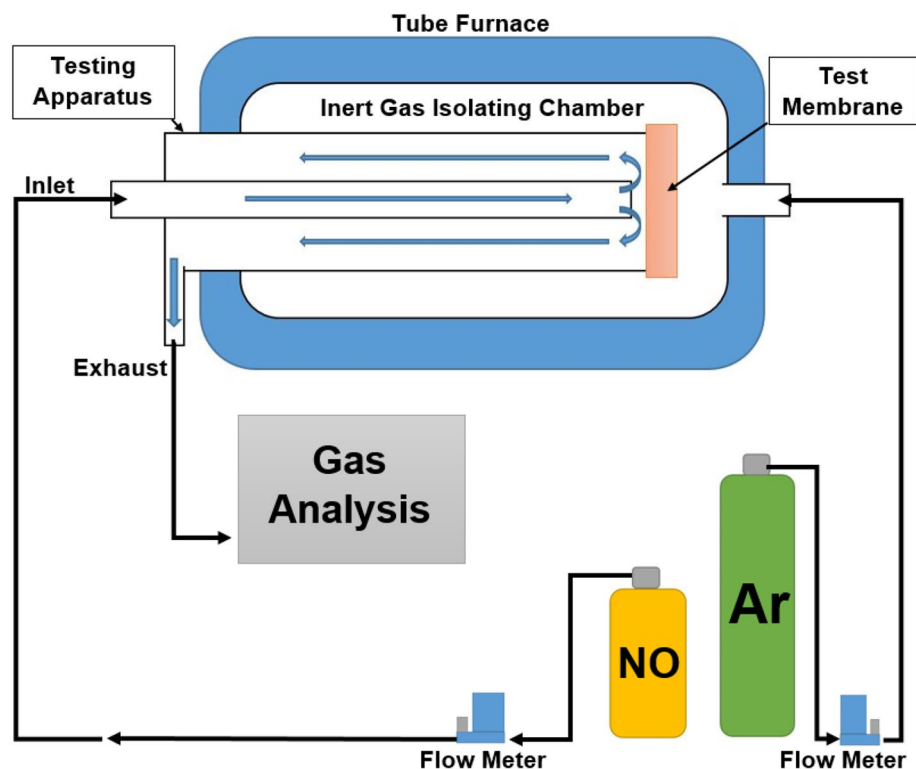 Tube Furnace
Testing
Apparatus
Inert Gas Isolating Chamber
Test
Membrane
Inlet
Exhaust
Gas
Analysis
NO
Ar
Flow Meter
Flow Meter